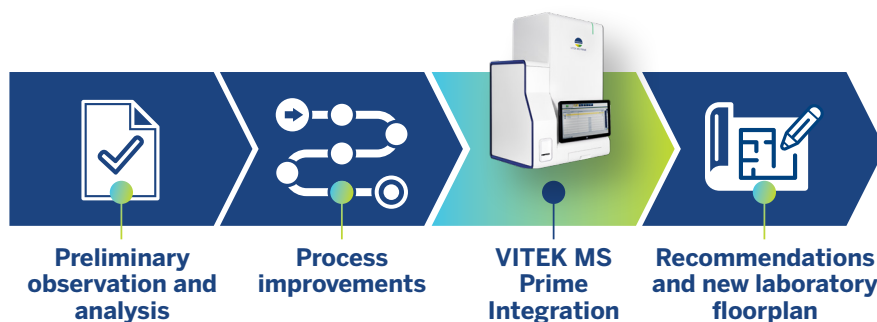 Preliminary
observation and
analysis
Process
improvements
VITEK MS
Prime
Integration
Recommendations
and new laboratory
floorplan